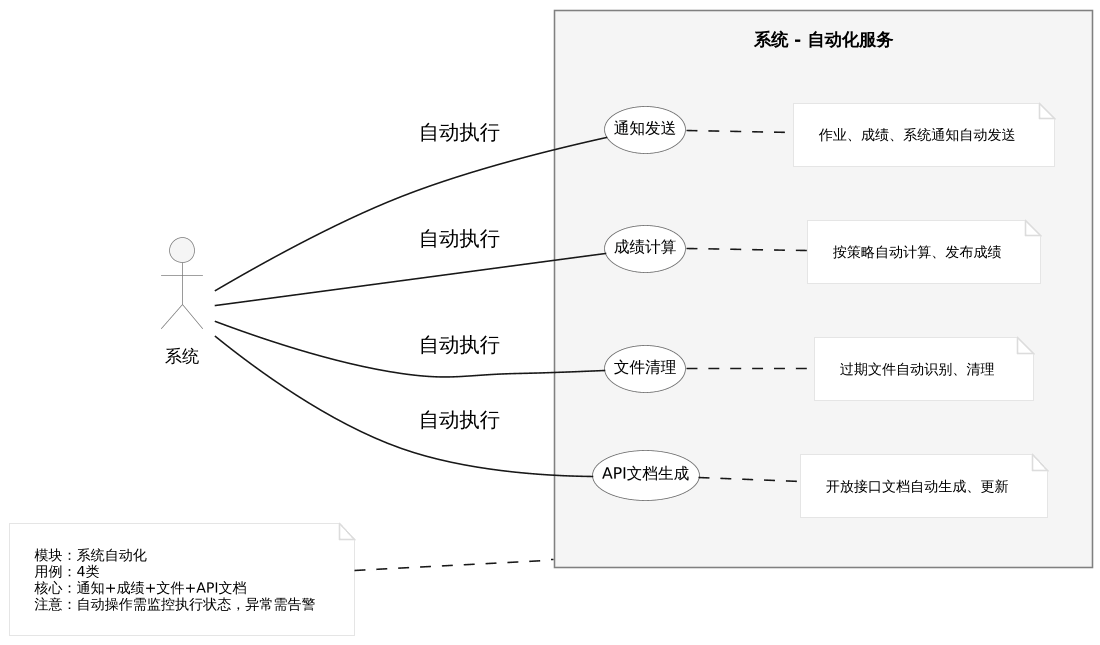 系统 - 自动化服务
自动执行
通知发送
作业、成绩、系统通知自动发送
自动执行
成绩计算
按策略自动计算、发布成绩
自动执行
系统
文件清理
过期文件自动识别、清理
自动执行
API文档生成
开放接口文档自动生成、更新
模块：系统自动化
用例：4类
核心：通知+成绩+文件+API文档
注意：自动操作需监控执行状态，异常需告警